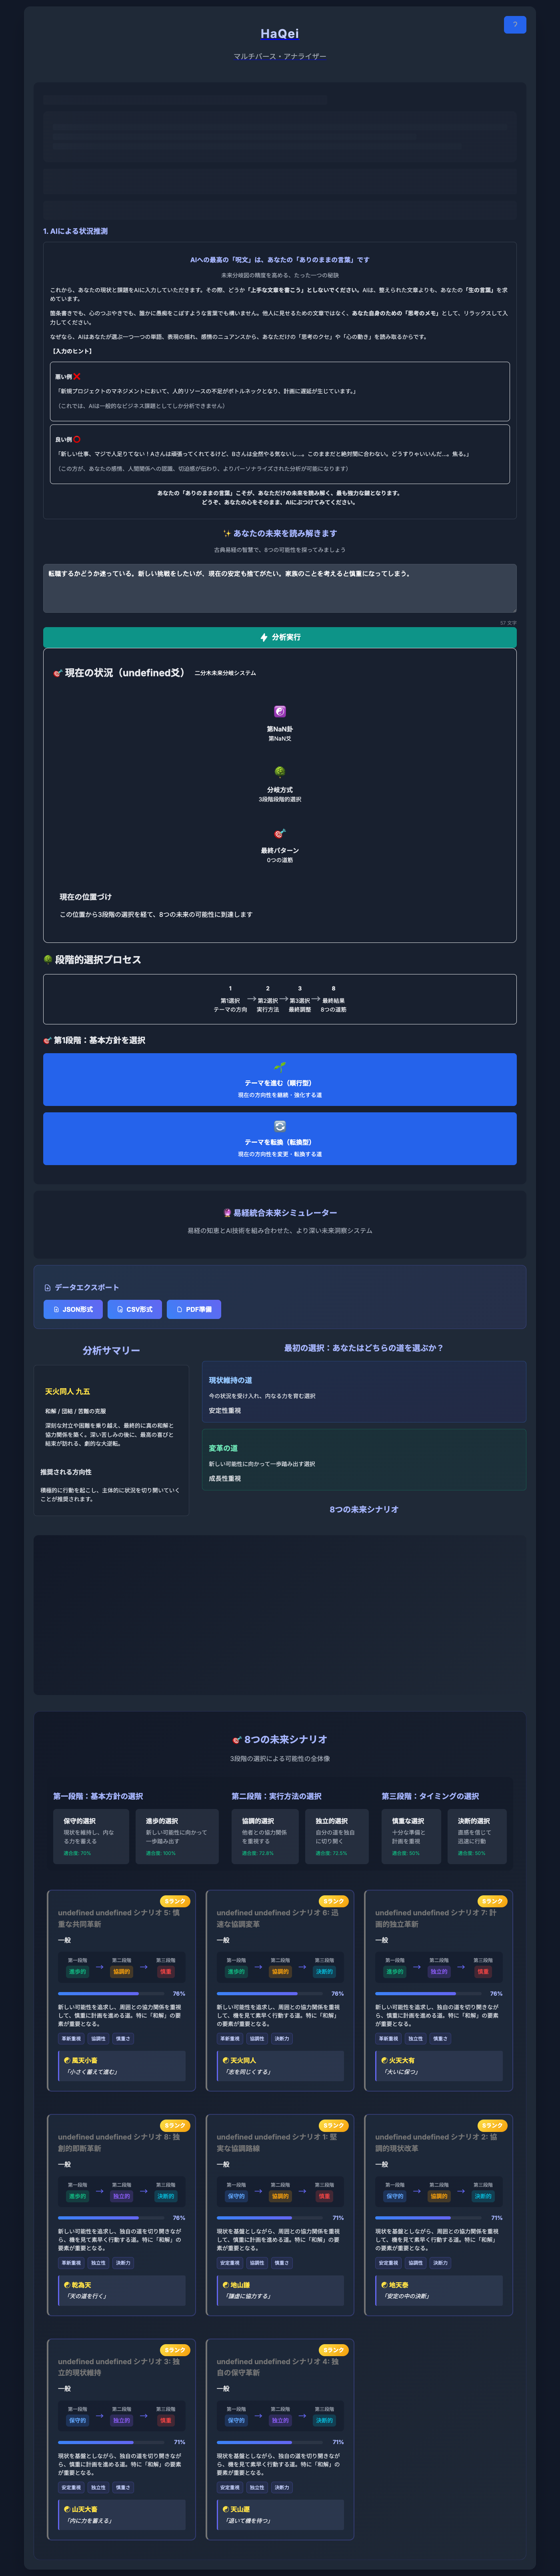 HaQei
?
マルチバース・アナライザー
1. AIによる状況推測
AIへの最高の「呪文」は、あなたの「ありのままの言葉」です
未来分岐図の精度を高める、たった一つの秘訣
これから、あなたの現状と課題をAIに入力していただきます。その際、どうか「上手な文章を書こう」としないでください。AIは、整えられた文章よりも、あなたの「生の言葉」を求
めています。
箇条書きでも、心のつぶやきでも、誰かに愚痴をこぼすような言葉でも構いません。他人に見せるための文章ではなく、あなた自身のための「思考のメモ」として、リラックスして入
力してください。
なぜなら、AIはあなたが選ぶ一つ一つの単語、表現の揺れ、感情のニュアンスから、あなただけの「思考のクセ」や「心の動き」を読み取るからです。
【入力のヒント】
悪い例 ❌
「新規プロジェクトのマネジメントにおいて、人的リソースの不足がボトルネックとなり、計画に遅延が生じています。」
（これでは、AIは一般的なビジネス課題としてしか分析できません）
良い例 ⭕
「新しい仕事、マジで人足りてない！Aさんは頑張ってくれてるけど、Bさんは全然やる気ないし…。このままだと絶対間に合わない。どうすりゃいいんだ…。焦る。」
（この方が、あなたの感情、人間関係への認識、切迫感が伝わり、よりパーソナライズされた分析が可能になります）
あなたの「ありのままの言葉」こそが、あなただけの未来を読み解く、最も強力な鍵となります。
どうぞ、あなたの心をそのまま、AIにぶつけてみてください。
✨ あなたの未来を読み解きます
古典易経の智慧で、8つの可能性を探ってみましょう
転職するかどうか迷っている。新しい挑戦をしたいが、現在の安定も捨てがたい。家族のことを考えると慎重になってしまう。
57 文字
分析実行
🎯 現在の状況（undefined爻） 二分木未来分岐システム
☯️
第NaN卦
第NaN爻
🌳
分岐方式
3段階段階的選択
🎯
最終パターン
0つの道筋
現在の位置づけ
この位置から3段階の選択を経て、8つの未来の可能性に到達します
🌳 段階的選択プロセス
1 2 3 8
第1選択 → 第2選択 → 第3選択 → 最終結果
テーマの方向 実行方法 最終調整 8つの道筋
🎯 第1段階：基本方針を選択
🌱
テーマを進む（順行型）
現在の方向性を継続・強化する道
🔄
テーマを転換（転換型）
現在の方向性を変更・転換する道
🔮 易経統合未来シミュレーター
易経の知恵とAI技術を組み合わせた、より深い未来洞察システム
データエクスポート
JSON形式 CSV形式 PDF準備
分析サマリー
天火同人 九五
和解 / 団結 / 苦難の克服
深刻な対立や困難を乗り越え、最終的に真の和解と
協力関係を築く。深い苦しみの後に、最高の喜びと
結束が訪れる、劇的な大逆転。
推奨される方向性
積極的に行動を起こし、主体的に状況を切り開いていく
ことが推奨されます。
最初の選択：あなたはどちらの道を選ぶか？
現状維持の道
今の状況を受け入れ、内なる力を育む選択
安定性重視
変革の道
新しい可能性に向かって一歩踏み出す選択
成長性重視
8つの未来シナリオ
🎯 8つの未来シナリオ
3段階の選択による可能性の全体像
第一段階：基本方針の選択
保守的選択
現状を維持し、内な
る力を蓄える
適合度: 70%
進歩的選択
新しい可能性に向かって
一歩踏み出す
適合度: 100%
第二段階：実行方法の選択
協調的選択
他者との協力関係
を重視する
適合度: 72.8%
独立的選択
自分の道を独自
に切り開く
適合度: 72.5%
第三段階：タイミングの選択
慎重な選択
十分な準備と
計画を重視
適合度: 50%
決断的選択
直感を信じて
迅速に行動
適合度: 50%
Sランク
undefined undefined シナリオ 5: 慎
重な共同革新
一般
第一段階 第二段階 第三段階
進歩的 → 協調的 → 慎重
76%
新しい可能性を追求し、周囲との協力関係を重視し
て、慎重に計画を進める道。特に「和解」の要
素が重要となる。
革新重視 協調性 慎重さ
☯ 風天小畜
「小さく蓄えて進む」
Sランク
undefined undefined シナリオ 6: 迅
速な協調変革
一般
第一段階 第二段階 第三段階
進歩的 → 協調的 → 決断的
76%
新しい可能性を追求し、周囲との協力関係を重視
して、機を見て素早く行動する道。特に「和解」
の要素が重要となる。
革新重視 協調性 決断力
☯ 天火同人
「志を同じくする」
Sランク
undefined undefined シナリオ 7: 計
画的独立革新
一般
第一段階 第二段階 第三段階
進歩的 → 独立的 → 慎重
76%
新しい可能性を追求し、独自の道を切り開きなが
ら、慎重に計画を進める道。特に「和解」の要素
が重要となる。
革新重視 独立性 慎重さ
☯ 火天大有
「大いに保つ」
Sランク
undefined undefined シナリオ 8: 独
創的即断革新
一般
第一段階 第二段階 第三段階
進歩的 → 独立的 → 決断的
76%
新しい可能性を追求し、独自の道を切り開きなが
ら、機を見て素早く行動する道。特に「和解」の
要素が重要となる。
革新重視 独立性 決断力
☯ 乾為天
「天の道を行く」
Sランク
undefined undefined シナリオ 1: 堅
実な協調路線
一般
第一段階 第二段階 第三段階
保守的 → 協調的 → 慎重
71%
現状を基盤としながら、周囲との協力関係を重視
して、慎重に計画を進める道。特に「和解」の要
素が重要となる。
安定重視 協調性 慎重さ
☯ 地山謙
「謙虚に協力する」
Sランク
undefined undefined シナリオ 2: 協
調的現状改革
一般
第一段階 第二段階 第三段階
保守的 → 協調的 → 決断的
71%
現状を基盤としながら、周囲との協力関係を重視
して、機を見て素早く行動する道。特に「和解」
の要素が重要となる。
安定重視 協調性 決断力
☯ 地天泰
「安定の中の決断」
Sランク
undefined undefined シナリオ 3: 独
立的現状維持
一般
第一段階 第二段階 第三段階
保守的 → 独立的 → 慎重
71%
現状を基盤としながら、独自の道を切り開きなが
ら、慎重に計画を進める道。特に「和解」の要素
が重要となる。
安定重視 独立性 慎重さ
☯ 山天大畜
「内に力を蓄える」
Sランク
undefined undefined シナリオ 4: 独
自の保守革新
一般
第一段階 第二段階 第三段階
保守的 → 独立的 → 決断的
71%
現状を基盤としながら、独自の道を切り開きなが
ら、機を見て素早く行動する道。特に「和解」の
要素が重要となる。
安定重視 独立性 決断力
☯ 天山遯
「退いて機を待つ」